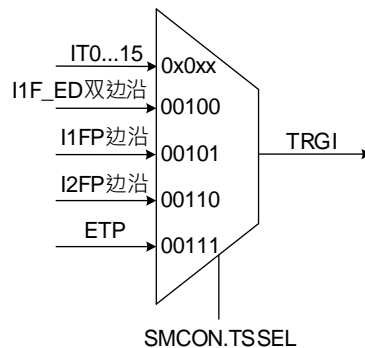 IT0...15
0x0xx
I1F_ED双边沿
00100
I1FP边沿
00101
TRGI
I2FP边沿
00110
ETP
00111
SMCON.TSSEL